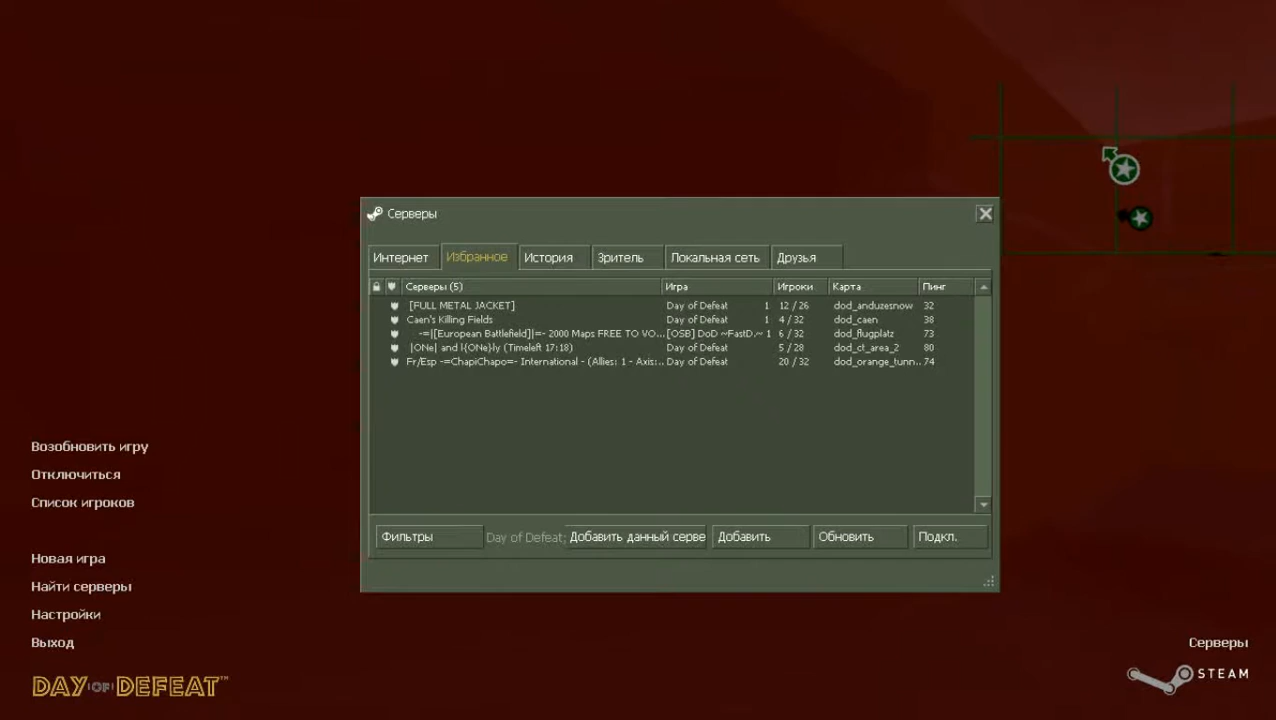 Серверы
Интернет Избранное История Зритель Локальная сеть Друзья
Серверы (5) Игра Игроки Карта Пинг
[FULL METAL JACKET] Day of Defeat 1 12 / 26 dod_anduzesnow 32
Caen's Killing Fields Day of Defeat 1 4 / 32 dod_caen 38
-=|[European Battlefield]|=- 2000 Maps FREE TO VO... [OSB] DoD ~FastD.~ 1 6 / 32 dod_flugplatz 73
|ONe| and l{ONe}ly (Timeleft 17:18) Day of Defeat 5 / 28 dod_ct_area_2 80
Fr/Esp -=ChapiChapo=- International - (Allies: 1 - Axis:.. Day of Defeat 20 / 32 dod_orange_tunn.. 74
Возобновить игру
Отключиться
Список игроков
Фильтры Day of Defeat; Добавить данный серве Добавить Обновить Подкл.
Новая игра
Найти серверы
Настройки
Выход
Серверы
DAY OF DEFEAT™
STEAM